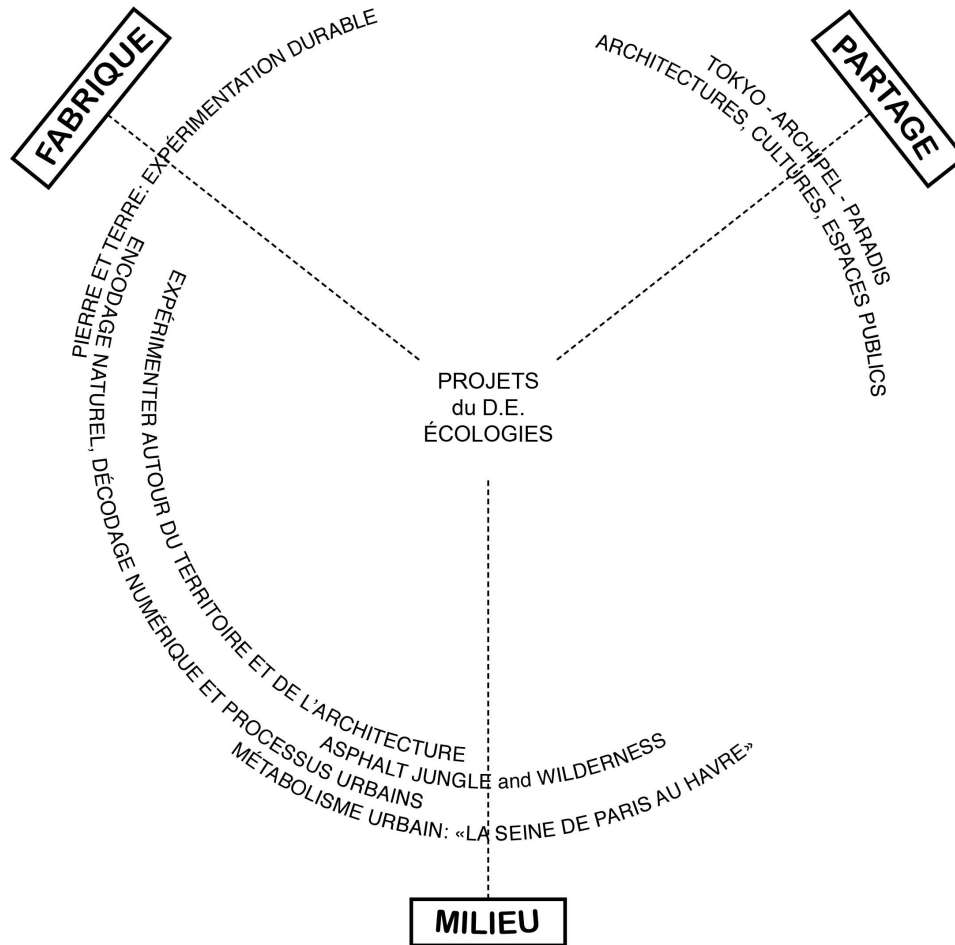 FABRIQUE
PARTAGE
PIERRE ET TERRE: EXPÉRIMENTATION DURABLE
TOKYO - ARCHIPEL - PARADIS
ARCHITECTURES, CULTURES, ESPACES PUBLICS
ENCODAGE NATUREL, DÉCODAGE NUMÉRIQUE ET PROCESSUS URBAINS
EXPÉRIMENTER AUTOUR DU TERRITOIRE ET DE L'ARCHITECTURE
PROJETS
du D.E.
ÉCOLOGIES
ASPHALT JUNGLE and WILDERNESS
MÉTABOLISME URBAIN: «LA SEINE DE PARIS AU HAVRE»
MILIEU